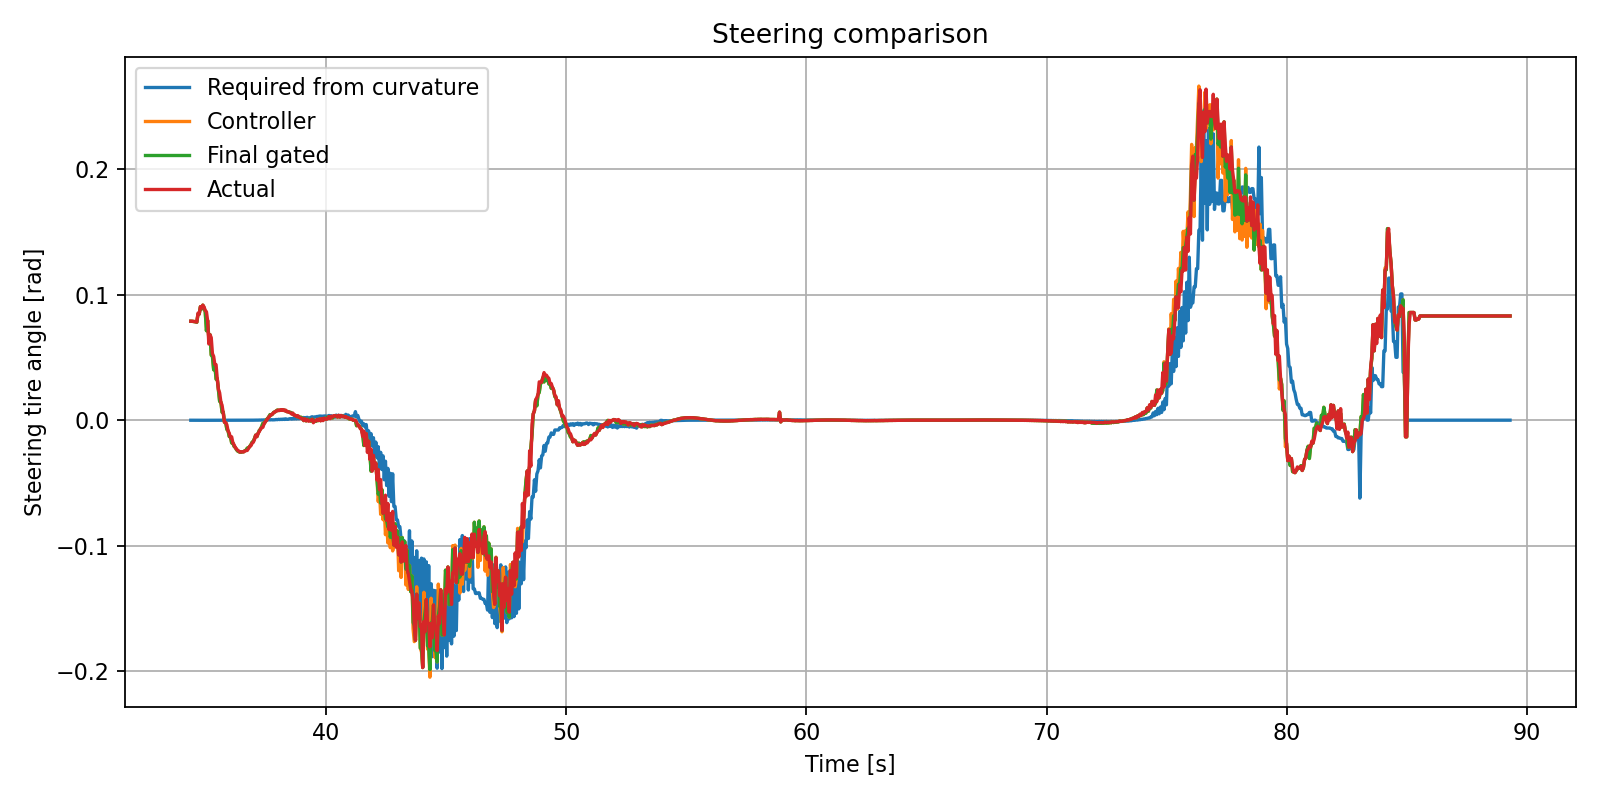 Steering comparison
Required from curvature
Controller
Final gated
Actual
Steering tire angle [rad]
0.2
0.1
0.0
−0.1
−0.2
40 50 60 70 80 90
Time [s]